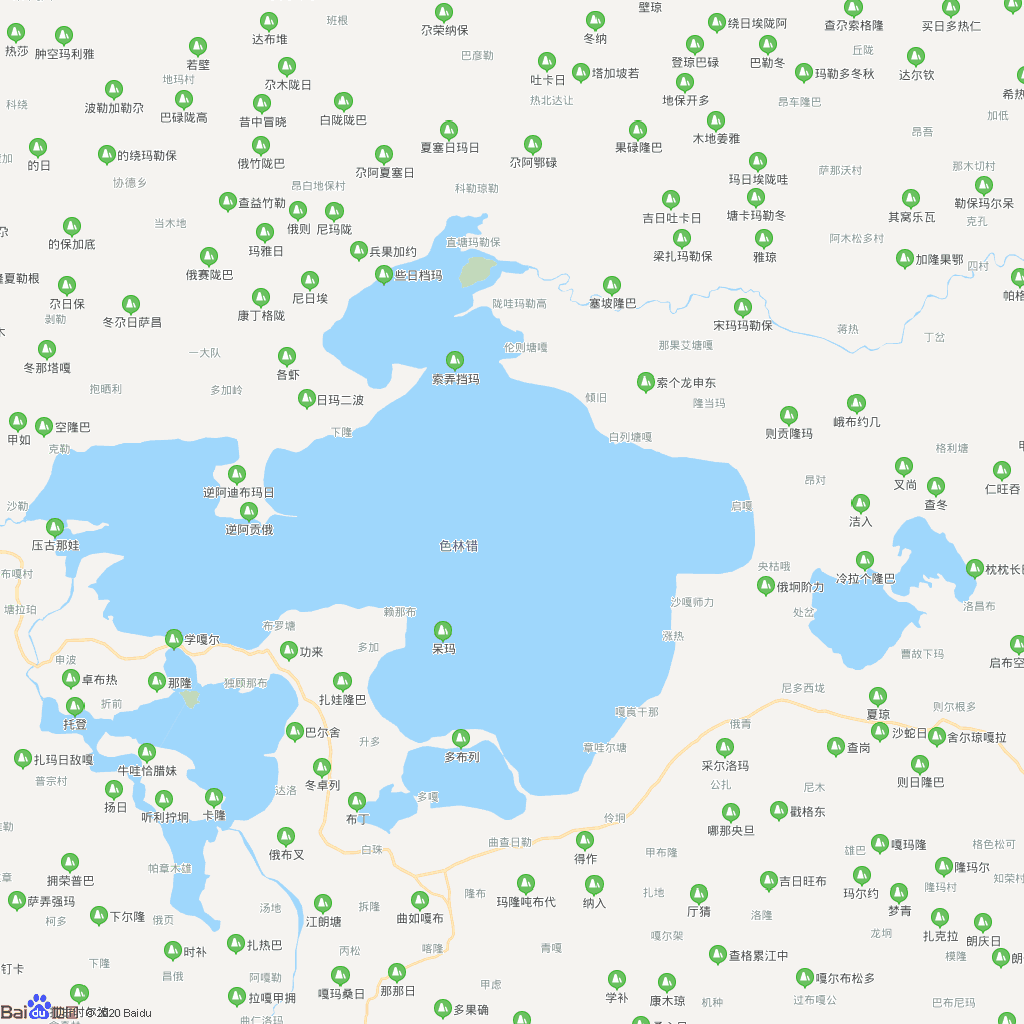 壁琼
尕荣纳保
班根
达布堆
冬纳
绕日埃陇阿
查尕索格隆
买日多热仁
热莎
肿空玛利雅
若壁
巴彦勒
登琼巴碌
巴勒冬
丘陇
达尔钦
吐卡日
塔加坡若
玛勒多冬秋
地玛村
尕木陇日
地保开多
希热
科绕
波勒加勒尕
巴碌陇高
昔中冒晓
白陇陇巴
热北达让
昂车隆巴
加低
夏塞日玛日
尕阿鄂碌
果碌隆巴
木地姜雅
昂吾
的日
的绕玛勒保
俄竹陇巴
尕阿夏塞日
玛日埃陇哇
萨那沃村
那木切村
协德乡
昂白地保村
科勒琼勒
查益竹勒
俄则
尼玛陇
吉日吐卡日
塘卡玛勒冬
其窝乐瓦
勒保玛尔呆
克孔
当木地
的保加底
玛雅日
兵果加约
直塘玛勒保
梁扎玛勒保
雅琼
阿木松多村
加隆果鄂
四村
俄赛陇巴
些日档玛
隆夏勒根
尕日保
尼日埃
塞坡隆巴
帕格
冬尕日萨昌
康丁格陇
陇哇玛勒高
宋玛玛勒保
剥勒
蒋热
丁岔
冬那塔嘎
一大队
各虾
伦则塘嘎
那果艾塘嘎
索弄挡玛
索个龙申东
抱晒利
多加岭
日玛二波
倾旧
隆当玛
峨布约几
甲如
空隆巴
下隆
白列塘嘎
则贡隆玛
克勒
格利塘
逆阿迪布玛日
昂对
叉尚
查冬
仁旺吞
沙勒
逆阿贡俄
启嘎
洁入
压古那娃
色林错
央枯哦
冷拉个隆巴
枕枕长日
布嘎村
俄坰阶力
塘拉珀
赖那布
沙嘎师力
处岔
洛昌布
布罗塘
学嘎尔
呆玛
涨热
申波
功来
多加
曹故下玛
启布空
卓布热
那隆
独顾那布
扎娃隆巴
尼多西垅
折前
夏琼
则尔根多
托登
嘎寅干那
俄青
巴尔舍
升多
多布列
章哇尔塘
采尔洛玛
查岗
沙蛇日
舍尔琼嘎拉
扎玛日敌嘎
牛哇恰腊妹
冬卓列
普宗村
公扎
则日隆巴
扬日
听利拧坰
卡隆
达洛
布丁
多嘎
尼木
哪那央旦
戳格东
伶坰
俄布叉
曲查日勒
得作
白珠
甲布隆
雄巴
嘎玛隆
格色松可
拥荣普巴
帕章木雄
隆玛尔
知荣村
萨弄强玛
隆布
玛隆吨布代
纳入
扎地
吉日旺布
玛尔约
隆玛村
梦青
下尔隆
俄页
汤地
江朗塘
拆隆
曲如嘎布
厅猜
洛隆
扎克拉
朗庆日
柯多
嘎尔架
龙坰
时补
扎热巴
丙松
喀隆
青嘎
查格累江中
模隆
钉卡
下隆
昌俄
阿嘎勒
嘎玛桑日
那那日
甲虑
学补
康木琼
嘎尔布松多
拉嘎甲拥
曲仁洛玛
多果确
机种
过布嘎公
巴布尼玛
Baidu
© 2020 Baidu